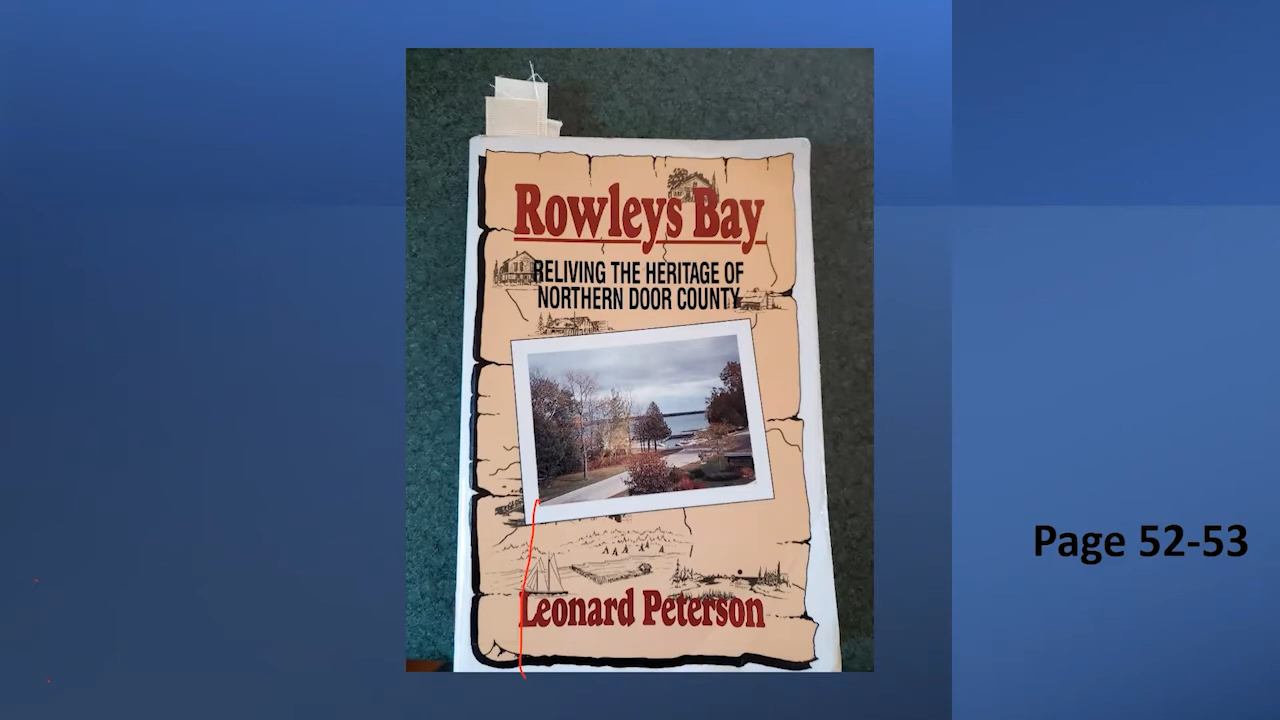 Rowleys Bay
RELIVING THE HERITAGE OF
NORTHERN DOOR COUNTY
Leonard Peterson
Page 52-53